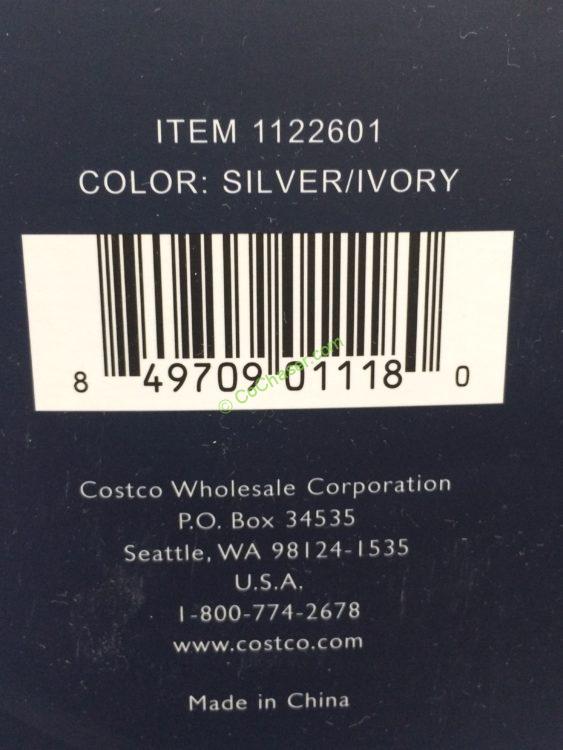 ITEM 1122601
COLOR: SILVER/IVORY
8 49709 01118 0
© CoChaser.com
Costco Wholesale Corporation
P.O. Box 34535
Seattle, WA 98124-1535
U.S.A.
1-800-774-2678
www.costco.com
Made in China